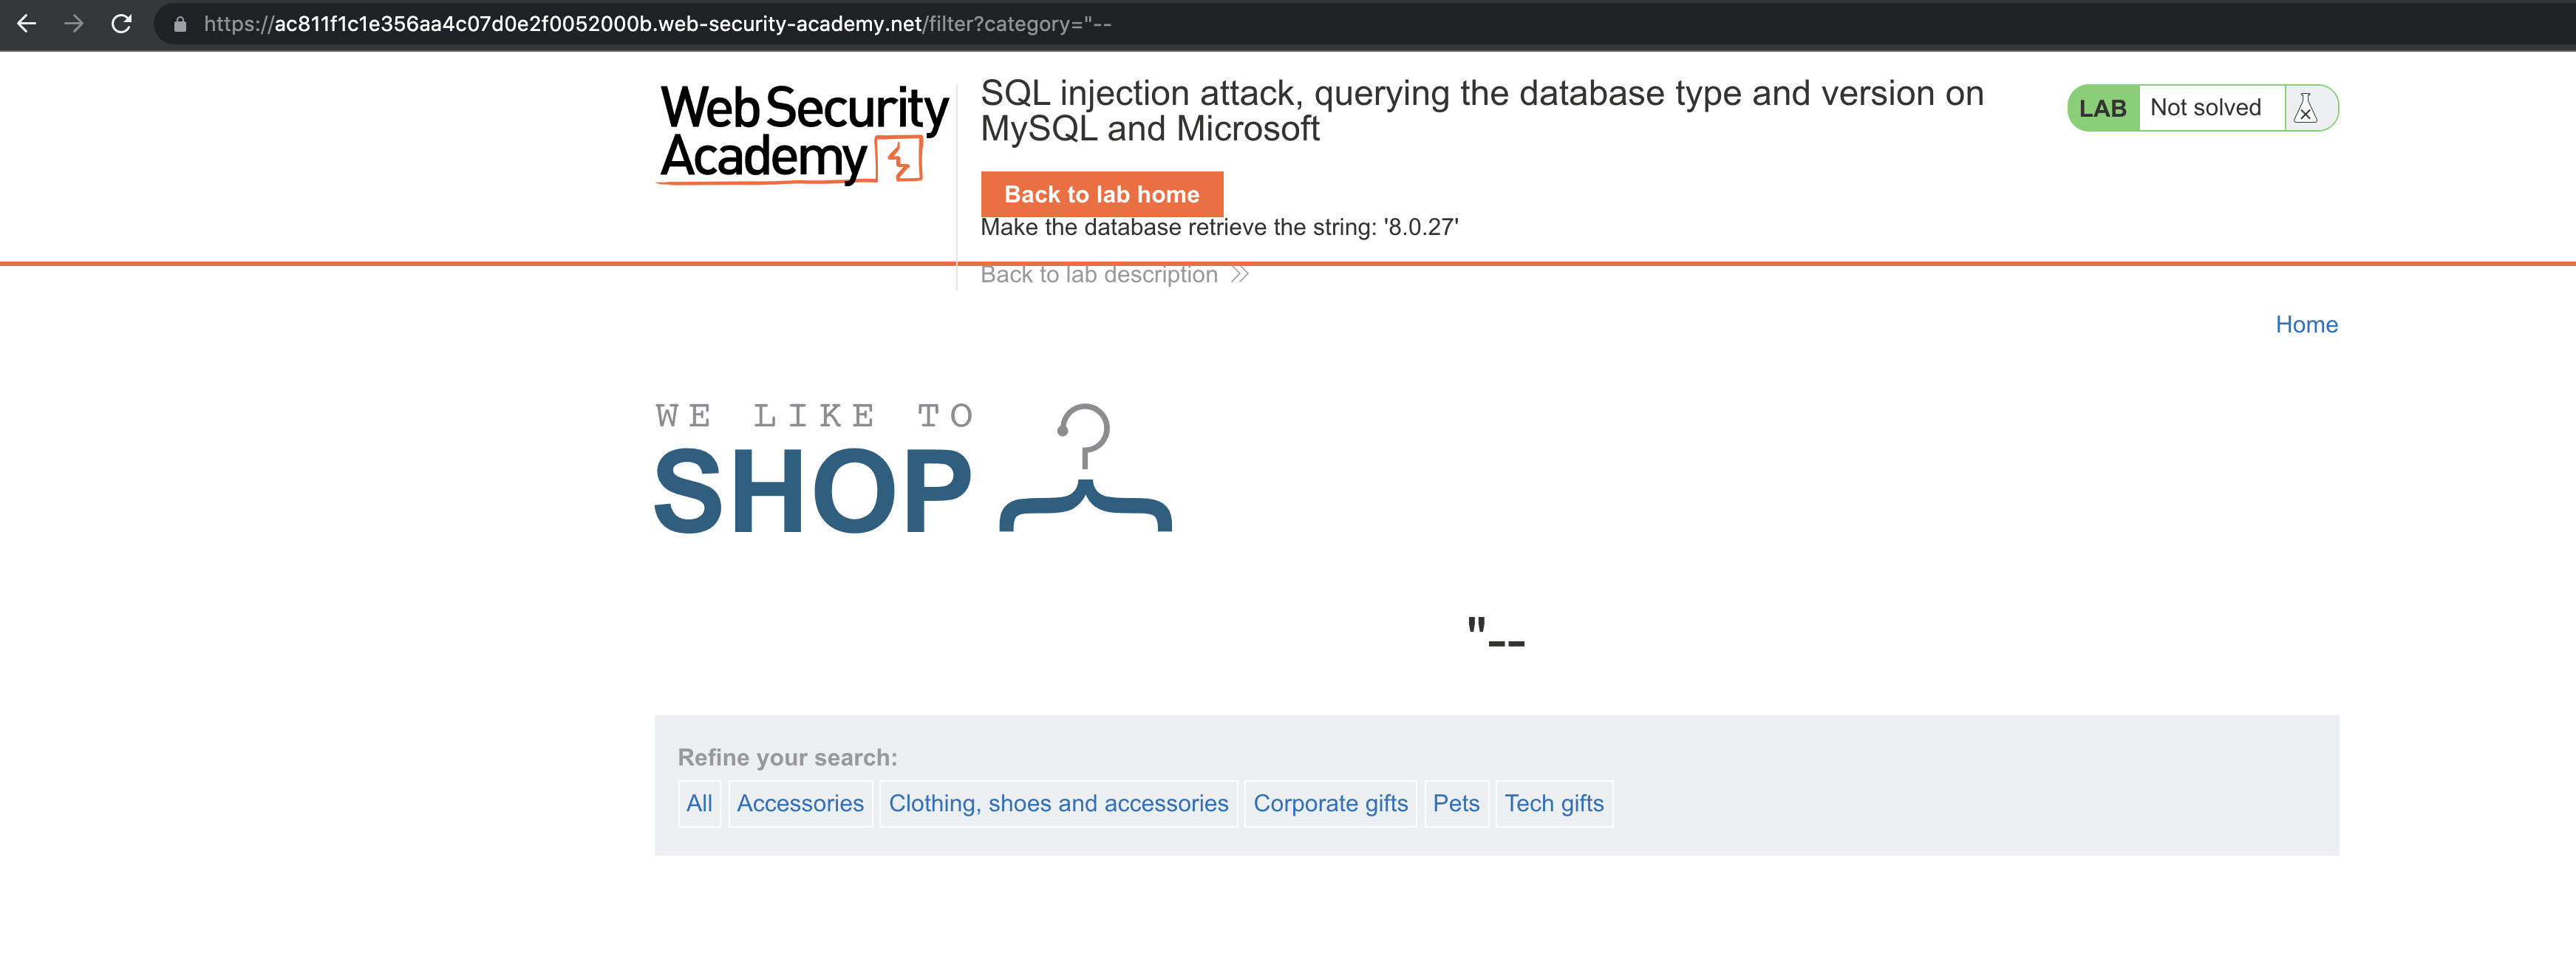 https://ac811f1c1e356aa4c07d0e2f0052000b.web-security-academy.net/filter?category="--
Web Security
Academy
SQL injection attack, querying the database type and version on
MySQL and Microsoft
LAB Not solved
Back to lab home
Make the database retrieve the string: '8.0.27'
Back to lab description
Home
WE LIKE TO
SHOP
"--
Refine your search:
All Accessories Clothing, shoes and accessories Corporate gifts Pets Tech gifts